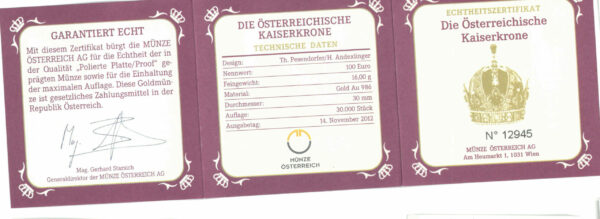 GARANTIERT ECHT
Mit diesem Zertifikat bürgt die MÜNZE
ÖSTERREICH AG für die Echtheit der in
der Qualität „Polierte Platte/Proof" ge-
prägten Münze sowie für die Einhaltung
der maximalen Auflage. Diese Goldmün-
ze ist gesetzliches Zahlungsmittel in der
Republik Österreich.
Mag.
Mag. Gerhard Starsich
Generaldirektor der MÜNZE ÖSTERREICH AG
DIE ÖSTERREICHISCHE
KAISERKRONE
TECHNISCHE DATEN
Design: Th. Pesendorfer/H. Andexlinger
Nennwert: 100 Euro
Feingewicht: 16,00 g
Material: Gold Au 986
Durchmesser: 30 mm
Auflage: 30.000 Stück
Ausgabetag: 14. November 2012
MÜNZE
ÖSTERREICH
ECHTHEITSZERTIFIKAT
Die Österreichische
Kaiserkrone
N° 12945
MÜNZE ÖSTERREICH AG
Am Heumarkt 1, 1031 Wien